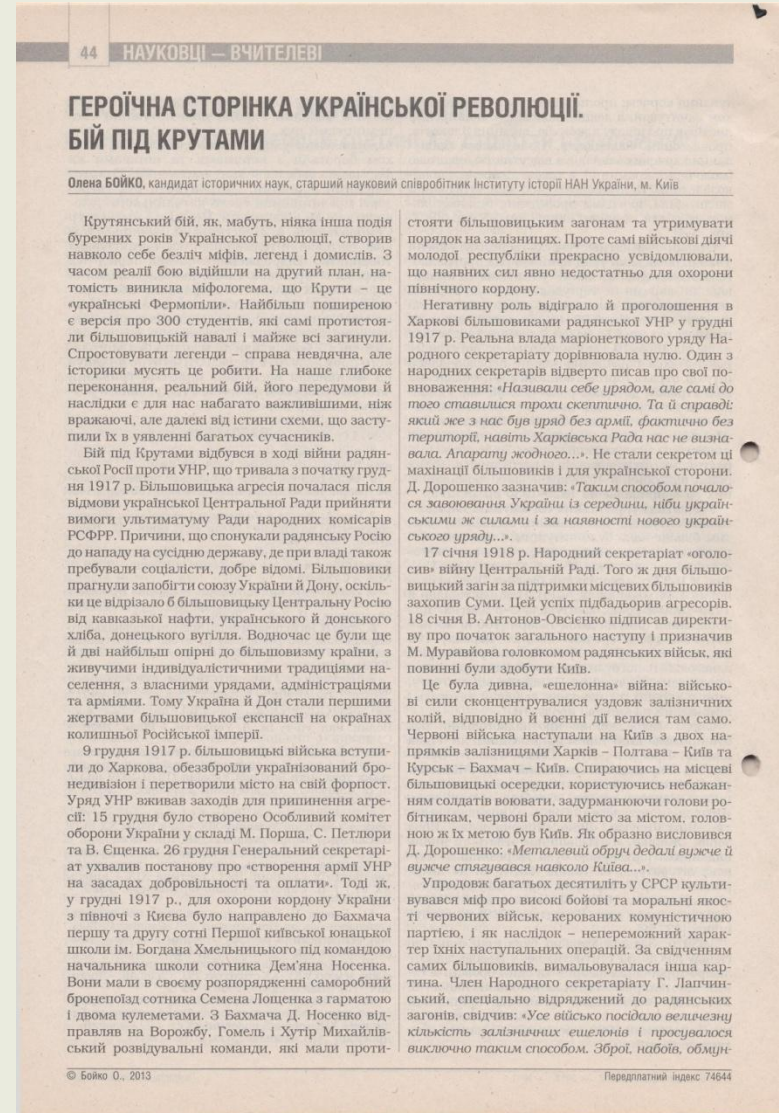 44 НАУКОВЦІ — ВЧИТЕЛЕВІ
ГЕРОЇЧНА СТОРІНКА УКРАЇНСЬКОЇ РЕВОЛЮЦІЇ.
БІЙ ПІД КРУТАМИ
Олена БОЙКО, кандидат історичних наук, старший науковий співробітник Інституту історії НАН України, м. Київ
Крутянський бій, як, мабуть, ніяка інша подія
буремних років Української революції, створив
навколо себе безліч міфів, легенд і домислів. З
часом реалії бою відійшли на другий план, на-
томість виникла міфологема, що Крути – це
«українські Фермопіли». Найбільш поширеною
є версія про 300 студентів, які самі протистоя-
ли більшовицькій навалі і майже всі загинули.
Спростовувати легенди – справа невдячна, але
історики мусять це робити. На наше глибоке
переконання, реальний бій, його передумови й
наслідки є для нас набагато важливішими, ніж
вражаючі, але далекі від істини схеми, що засту-
пили їх в уявленні багатьох сучасників.
Бій під Крутами відбувся в ході війни радян-
ської Росії проти УНР, що тривала з початку груд-
ня 1917 р. Більшовицька агресія почалася після
відмови української Центральної Ради прийняти
вимоги ультиматуму Ради народних комісарів
РСФРР. Причини, що спонукали радянську Росію
до нападу на сусідню державу, де при владі також
пребували соціалісти, добре відомі. Більшовики
прагнули запобігти союзу України й Дону, оскіль-
ки це відрізало б більшовицьку Центральну Росію
від кавказької нафти, українського й донського
хліба, донецького вугілля. Водночас це були ще
й дві найбільш опірні до більшовизму країни, з
живучими індивідуалістичними традиціями на-
селення, з власними урядами, адміністраціями
та арміями. Тому Україна й Дон стали першими
жертвами більшовицької експансії на окраїнах
колишньої Російської імперії.
9 грудня 1917 р. більшовицькі війська вступи-
ли до Харкова, обеззброїли українізований бро-
недивізіон і перетворили місто на свій форпост.
Уряд УНР вживав заходів для припинення агре-
сії: 15 грудня було створено Особливий комітет
оборони України у складі М. Порша, С. Петлюри
та В. Єщенка. 26 грудня Генеральний секретарі-
ат ухвалив постанову про «створення армії УНР
на засадах добровільності та оплати». Тоді ж,
у грудні 1917 р., для охорони кордону України
з півночі з Києва було направлено до Бахмача
першу та другу сотні Першої київської юнацької
школи ім. Богдана Хмельницького під командою
начальника школи сотника Дем’яна Носенка.
Вони мали в своєму розпорядженні саморобний
бронепоїзд сотника Семена Лощенка з гарматою
і двома кулеметами. З Бахмача Д. Носенко від-
правляв на Ворожбу, Гомель і Хутір Михайлів-
ський розвідувальні команди, які мали проти-
стояти більшовицьким загонам та утримувати
порядок на залізницях. Проте самі військові діячі
молодої республіки прекрасно усвідомлювали,
що наявних сил явно недостатньо для охорони
північного кордону.
Негативну роль відіграло й проголошення в
Харкові більшовиками радянської УНР у грудні
1917 р. Реальна влада маріонеткового уряду На-
родного секретаріату дорівнювала нулю. Один з
народних секретарів відверто писав про свої по-
вноваження: «Називали себе урядом, але самі до
того ставилися трохи скептично. Та й справді:
який же з нас був уряд без армії, фактично без
території, навіть Харківська Рада нас не визна-
вала. Апарату жодного...». Не стали секретом ці
махінації більшовиків і для української сторони.
Д. Дорошенко зазначив: «Таким способом почало-
ся завоювання України із середини, ніби україн-
ськими ж силами і за наявності нового україн-
ського уряду...».
17 січня 1918 р. Народний секретаріат «оголо-
сив» війну Центральній Раді. Того ж дня більшо-
вицький загін за підтримки місцевих більшовиків
захопив Суми. Цей успіх підбадьорив агресорів.
18 січня В. Антонов-Овсієнко підписав директи-
ву про початок загального наступу і призначив
М. Муравйова головкомом радянських військ, які
повинні були здобути Київ.
Це була дивна, «ешелонна» війна: військо-
ві сили сконцентрувалися уздовж залізничних
колій, відповідно й воєнні дії велися там само.
Червоні війська наступали на Київ з двох на-
прямків залізницями Харків – Полтава – Київ та
Курськ – Бахмач – Київ. Спираючись на місцеві
більшовицькі осередки, користуючись небажан-
ням солдатів воювати, задурманюючи голови ро-
бітникам, червоні брали місто за містом, голов-
ною ж їх метою був Київ. Як образно висловився
Д. Дорошенко: «Металевий обруч дедалі вужче й
вужче стягувався навколо Київа...».
Упродовж багатьох десятиліть у СРСР культи-
вувався міф про високі бойові та моральні якос-
ті червоних військ, керованих комуністичною
партією, і як наслідок – непереможний харак-
тер їхніх наступальних операцій. За свідченням
самих більшовиків, вимальовувалася інша кар-
тина. Член Народного секретаріату Г. Лапчин-
ський, спеціально відряджений до радянських
загонів, свідчив: «Усе військо посідало величезну
кількість залізничних ешелонів і просувалося
виключно таким способом. Зброї, набоїв, обмун-
© Бойко О., 2013
Передплатний індекс 74644